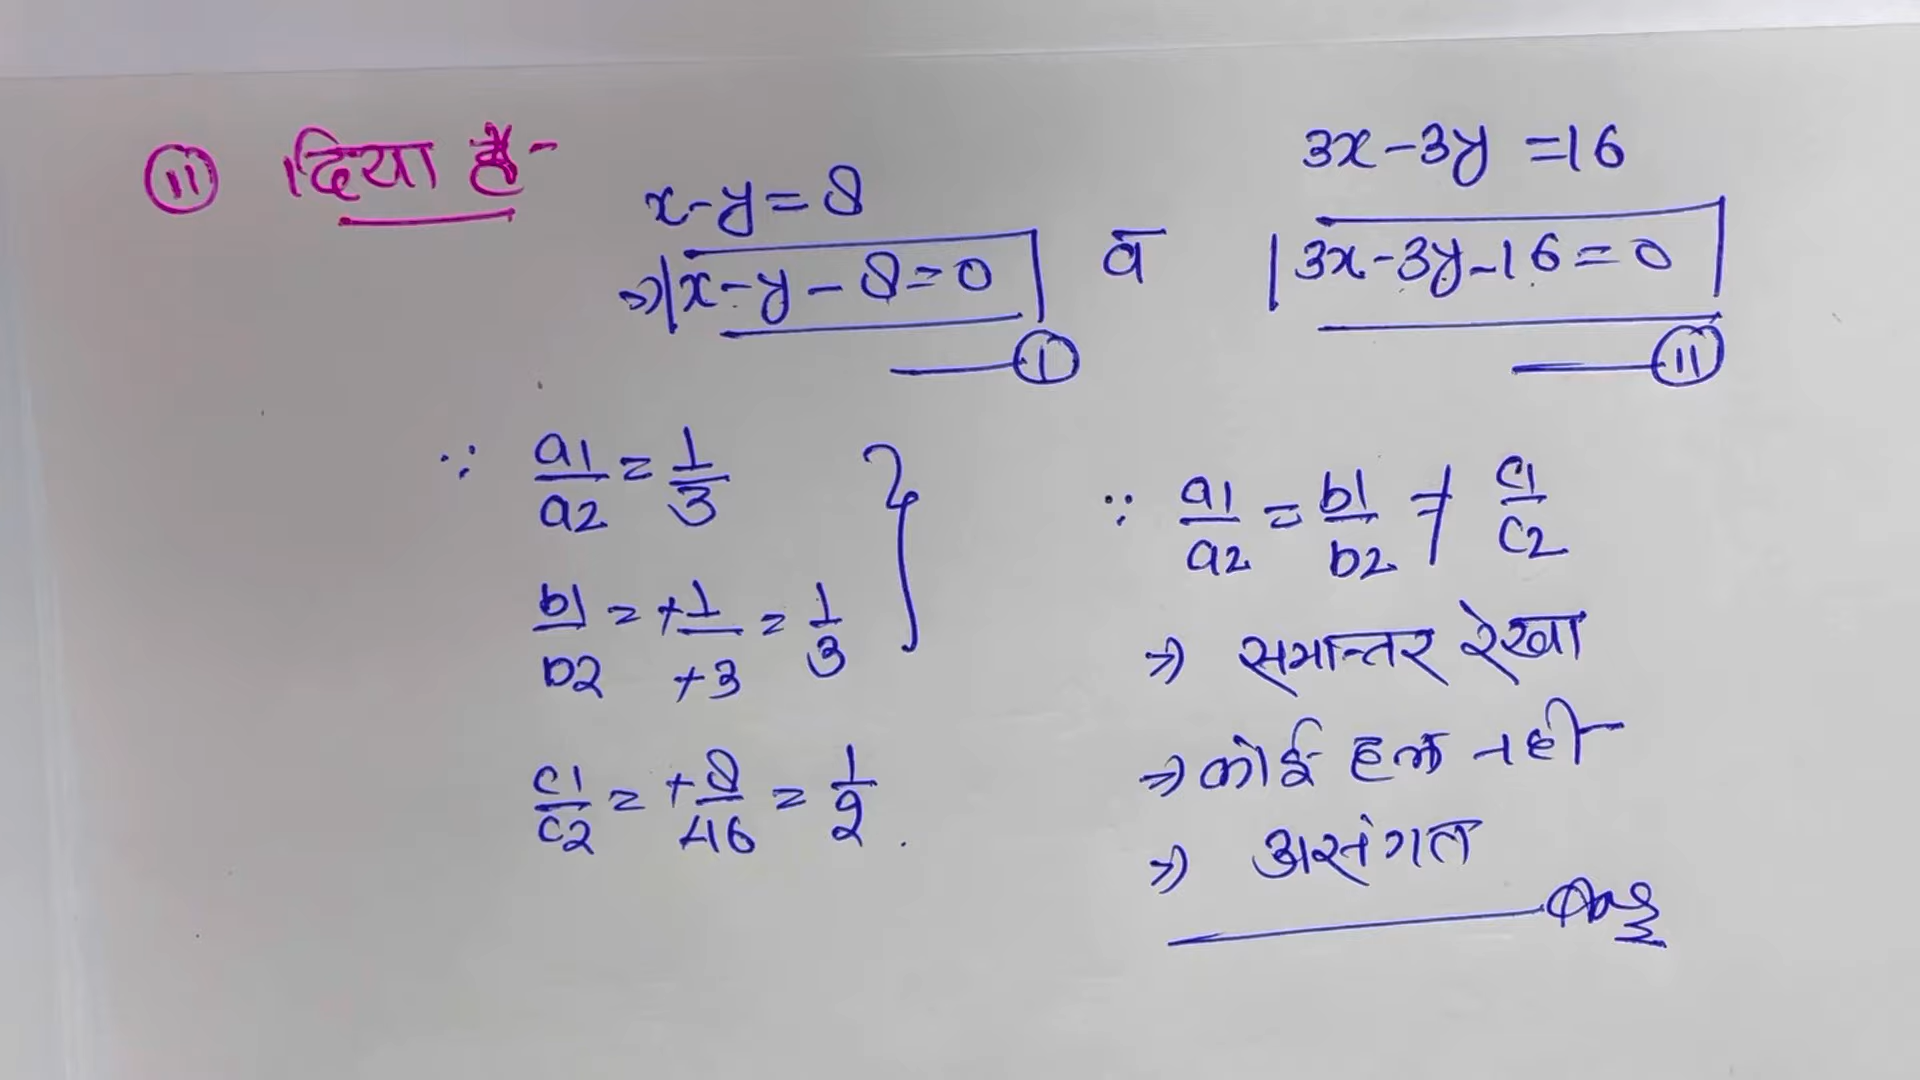 (ii) दिया है-
x-y=8
⇒ x-y-8=0
(I)
व
3x-3y=16
3x-3y-16=0
(II)
∵ a1/a2 = 1/3
b1/b2 = +1/+3 = 1/3
c1/c2 = +8/+16 = 1/2
∵ a1/a2 = b1/b2 ≠ c1/c2
⇒ समान्तर रेखा
⇒ कोई हल नही
⇒ असंगत
Ans